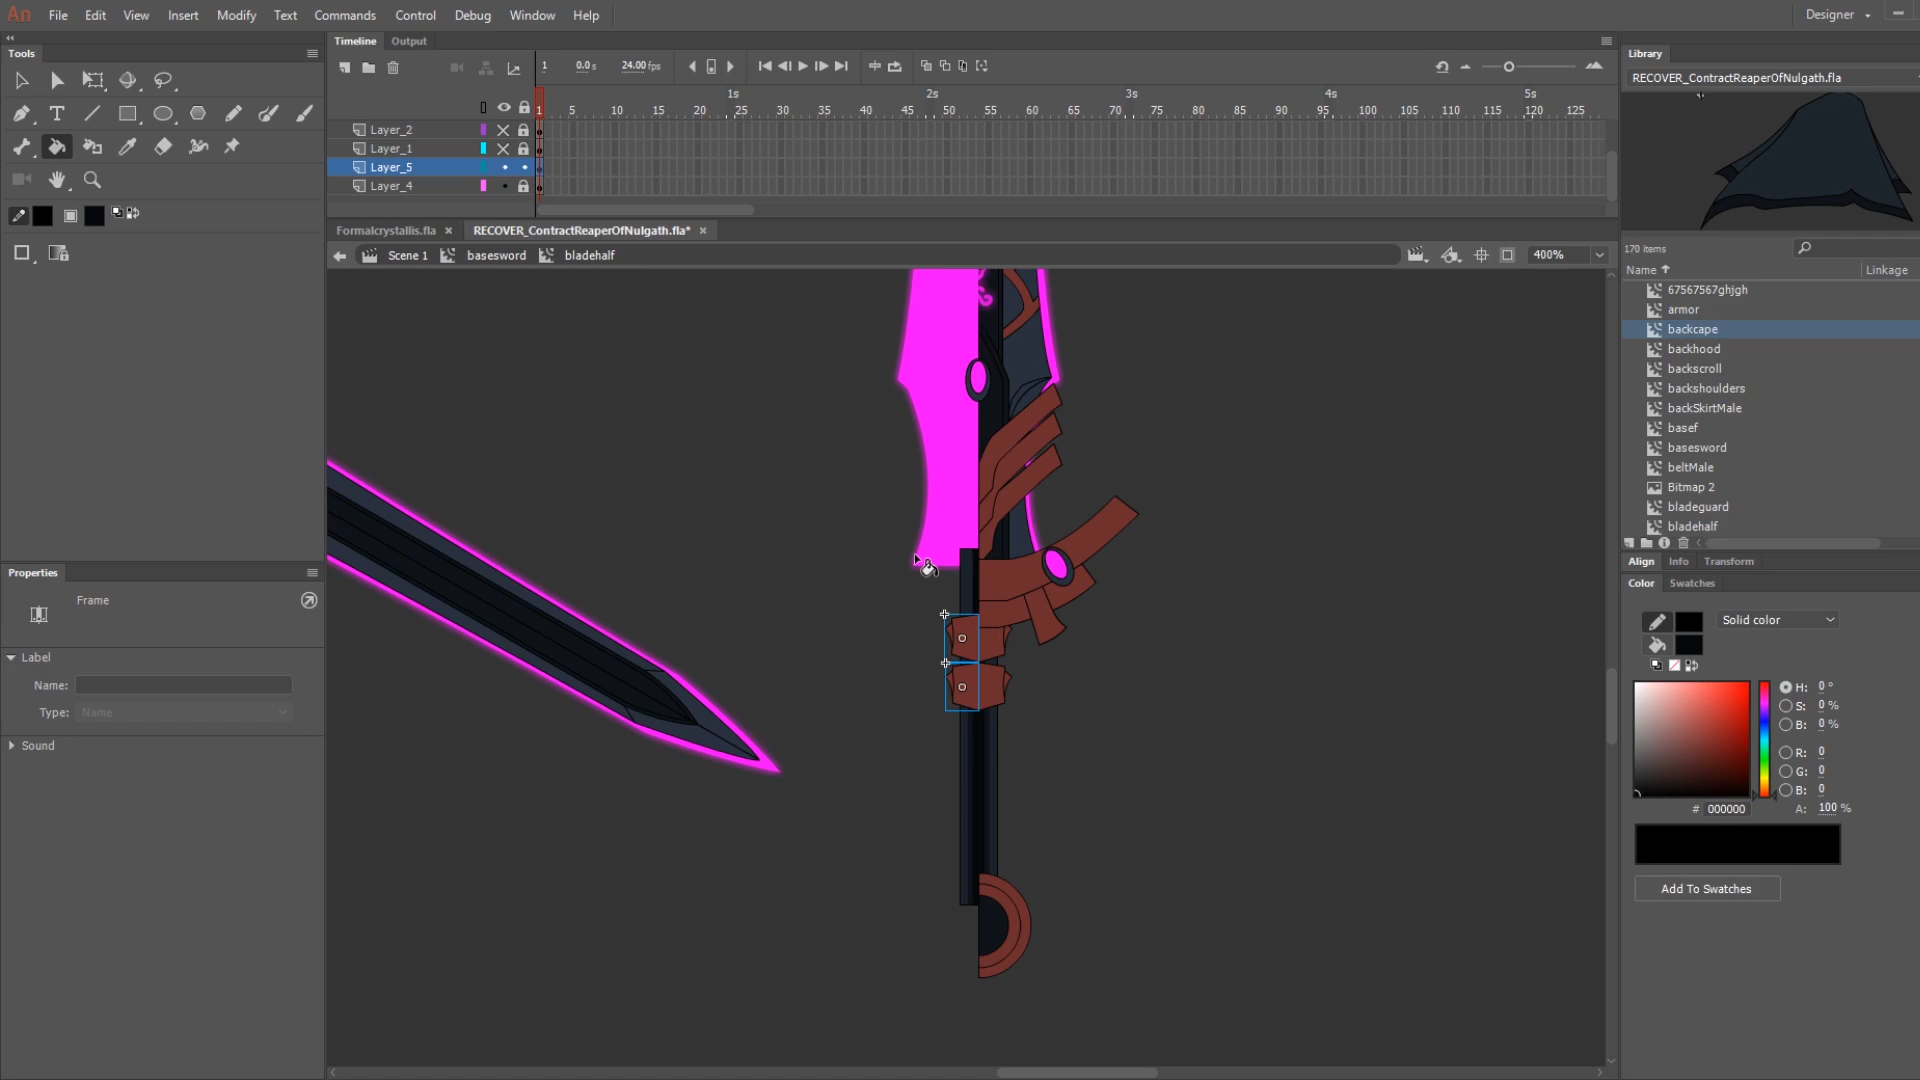 An File Edit View Insert Modify Text Commands Control Debug Window Help Designer
Tools
Timeline Output
1 0.0 s 24.00 fps
1s 2s 3s 4s 5s
1 5 10 15 20 25 30 35 40 45 50 55 60 65 70 75 80 85 90 95 100 105 110 115 120 125
Layer_2
Layer_1
Layer_5
Layer_4
Formalcrystallis.fla × RECOVER_ContractReaperOfNulgath.fla* ×
Scene 1 basesword bladehalf 400%
Library
RECOVER_ContractReaperOfNulgath.fla
170 items
Name Linkage
67567567ghjgh
armor
backcape
backhood
backscroll
backshoulders
backSkirtMale
basef
basesword
beltMale
Bitmap 2
bladeguard
bladehalf
Align Info Transform
Color Swatches
Solid color
H: 0 °
S: 0 %
B: 0 %
R: 0
G: 0
B: 0
# 000000 A: 100 %
Add To Swatches
Properties
Frame
Label
Name:
Type: Name
Sound